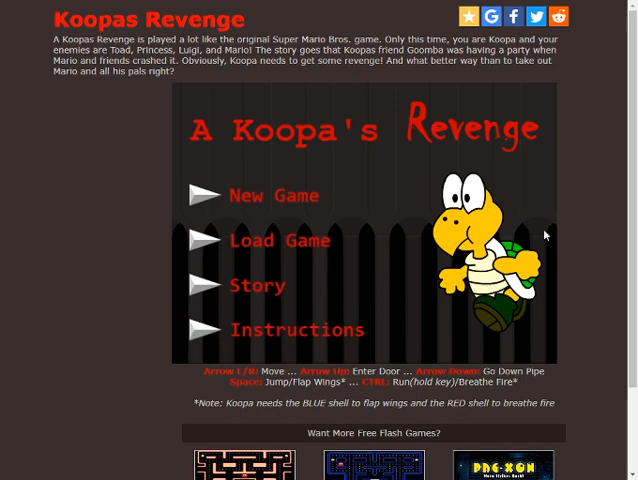 Koopas Revenge
A Koopas Revenge is played a lot like the original Super Mario Bros. game. Only this time, you are Koopa and your
enemies are Toad, Princess, Luigi, and Mario! The story goes that Koopas friend Goomba was having a party when
Mario and friends crashed it. Obviously, Koopa needs to get some revenge! And what better way than to take out
Mario and all his pals right?
A Koopa's Revenge
New Game
Load Game
Story
Instructions
Arrow L/R: Move ... Arrow Up: Enter Door ... Arrow Down: Go Down Pipe
Space: Jump/Flap Wings* ... CTRL: Run(hold key)/Breathe Fire*
*Note: Koopa needs the BLUE shell to flap wings and the RED shell to breathe fire
Want More Free Flash Games?
PAC-XON